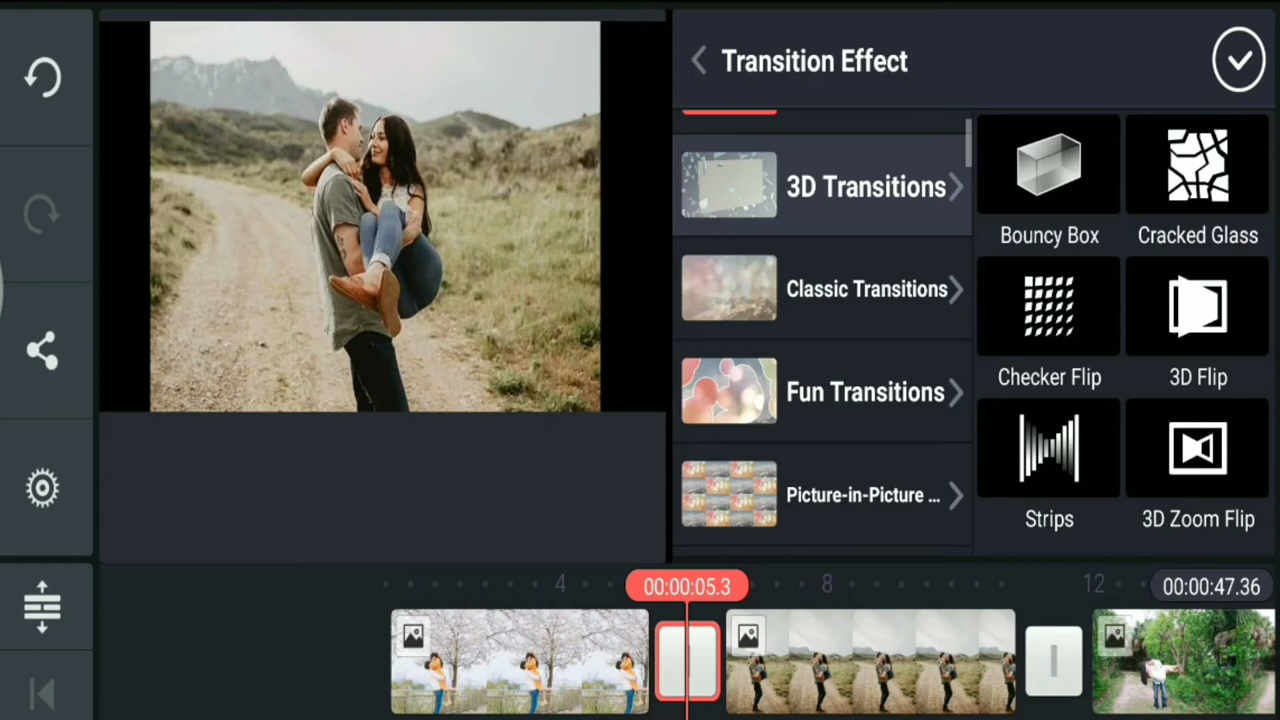 Transition Effect
3D Transitions
Classic Transitions
Fun Transitions
Picture-in-Picture ...
Bouncy Box
Cracked Glass
Checker Flip
3D Flip
Strips
3D Zoom Flip
4
00:00:05.3
8
12
00:00:47.36